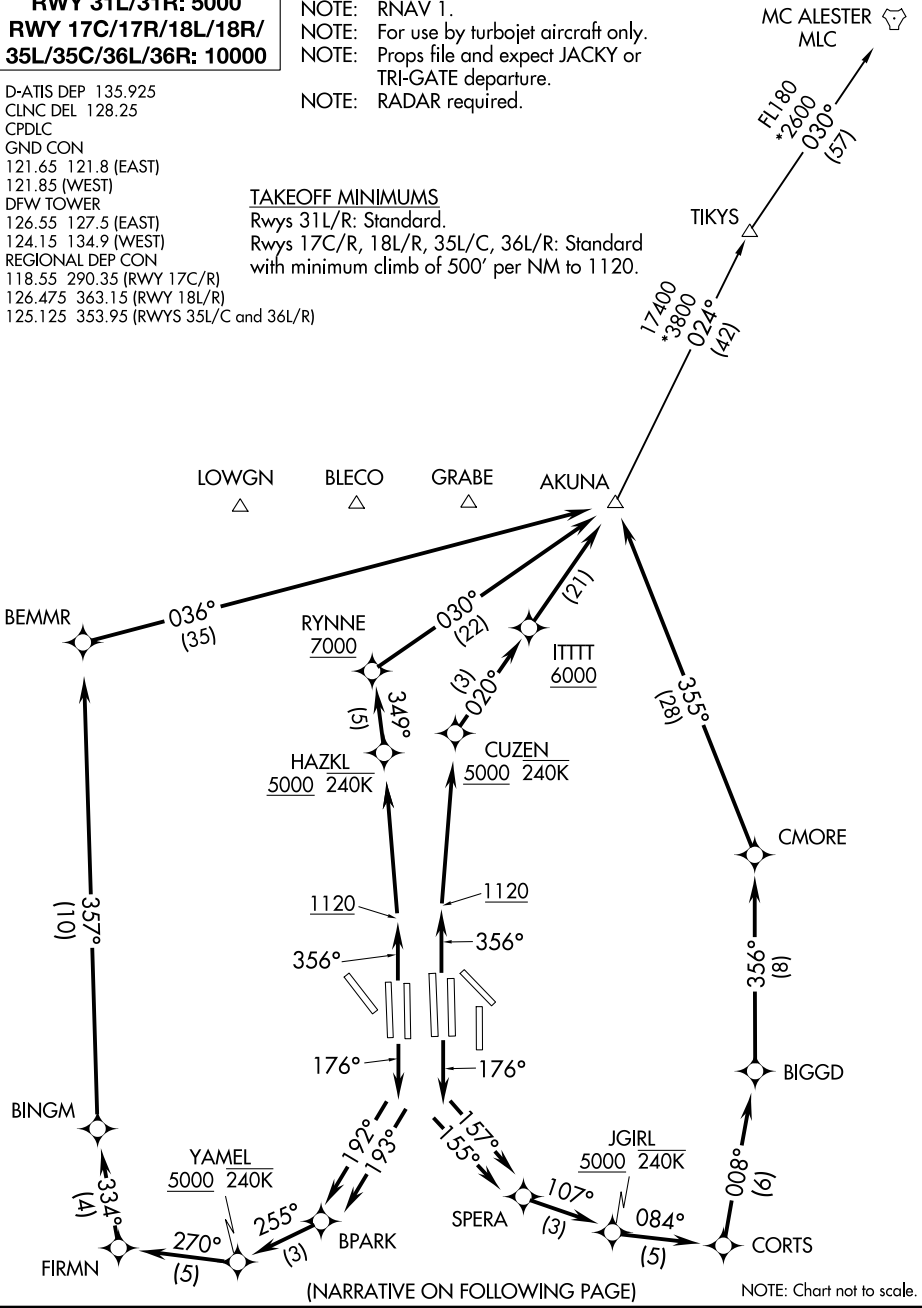 RWY 31L/31R: 5000
RWY 17C/17R/18L/18R/
35L/35C/36L/36R: 10000
NOTE: RNAV 1.
NOTE: For use by turbojet aircraft only.
NOTE: Props file and expect JACKY or
TRI-GATE departure.
NOTE: RADAR required.
MC ALESTER
MLC
D-ATIS DEP 135.925
CLNC DEL 128.25
CPDLC
GND CON
121.65 121.8 (EAST)
121.85 (WEST)
DFW TOWER
126.55 127.5 (EAST)
124.15 134.9 (WEST)
REGIONAL DEP CON
118.55 290.35 (RWY 17C/R)
126.475 363.15 (RWY 18L/R)
125.125 353.95 (RWYS 35L/C and 36L/R)
TAKEOFF MINIMUMS
Rwys 31L/R: Standard.
Rwys 17C/R, 18L/R, 35L/C, 36L/R: Standard
with minimum climb of 500' per NM to 1120.
FL180
*2600
030°
(57)
TIKYS
17400
*3800
024°
(42)
LOWGN
BLECO
GRABE
AKUNA
BEMMR
036°
(35)
RYNNE
7000
030°
(22)
(21)
ITTTT
6000
349°
(5)
(3)
020°
355°
(28)
HAZKL
5000 240K
CUZEN
5000 240K
CMORE
357°
(10)
1120
1120
356°
356°
356°
(8)
176°
176°
BIGGD
BINGM
192°
193°
157°
155°
YAMEL
5000 240K
JGIRL
5000 240K
334°
(4)
008°
(6)
SPERA
107°
(3)
084°
(5)
CORTS
255°
(3)
BPARK
270°
(5)
FIRMN
(NARRATIVE ON FOLLOWING PAGE)
NOTE: Chart not to scale.